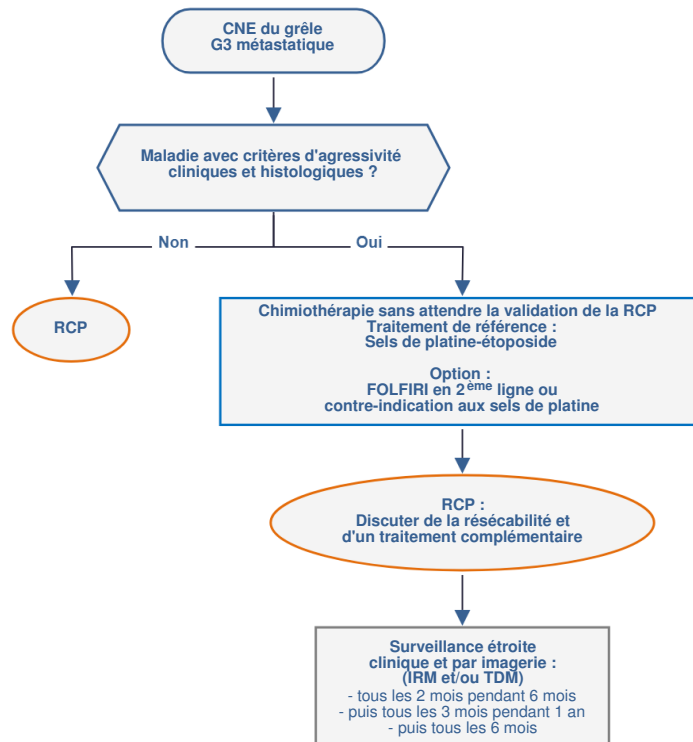 CNE du grêle
G3 métastatique
Maladie avec critères d'agressivité
cliniques et histologiques ?
Non
Oui
RCP
Chimiothérapie sans attendre la validation de la RCP
Traitement de référence :
Sels de platine-étoposide
Option :
FOLFIRI en 2ème ligne ou
contre-indication aux sels de platine
RCP :
Discuter de la résécabilité et
d'un traitement complémentaire
Surveillance étroite
clinique et par imagerie :
(IRM et/ou TDM)
- tous les 2 mois pendant 6 mois
- puis tous les 3 mois pendant 1 an
- puis tous les 6 mois